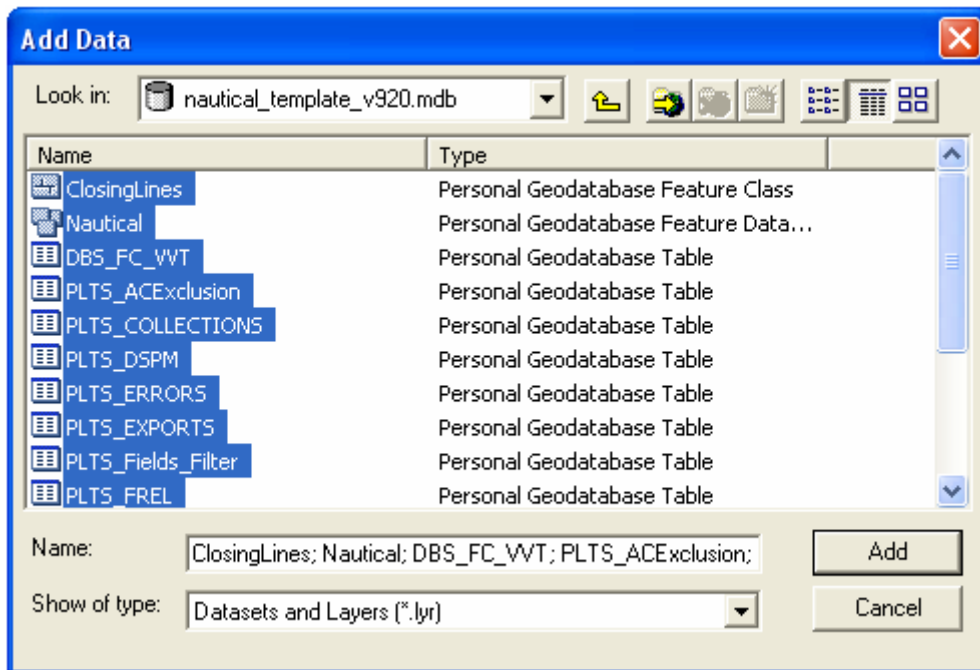 Add Data
Look in: nautical_template_v920.mdb
Name Type
ClosingLines Personal Geodatabase Feature Class
Nautical Personal Geodatabase Feature Data...
DBS_FC_VVT Personal Geodatabase Table
PLTS_ACExclusion Personal Geodatabase Table
PLTS_COLLECTIONS Personal Geodatabase Table
PLTS_DSPM Personal Geodatabase Table
PLTS_ERRORS Personal Geodatabase Table
PLTS_EXPORTS Personal Geodatabase Table
PLTS_Fields_Filter Personal Geodatabase Table
PLTS_FREL Personal Geodatabase Table
Name: ClosingLines; Nautical; DBS_FC_VVT; PLTS_ACExclusion; Add
Show of type: Datasets and Layers (*.lyr) Cancel